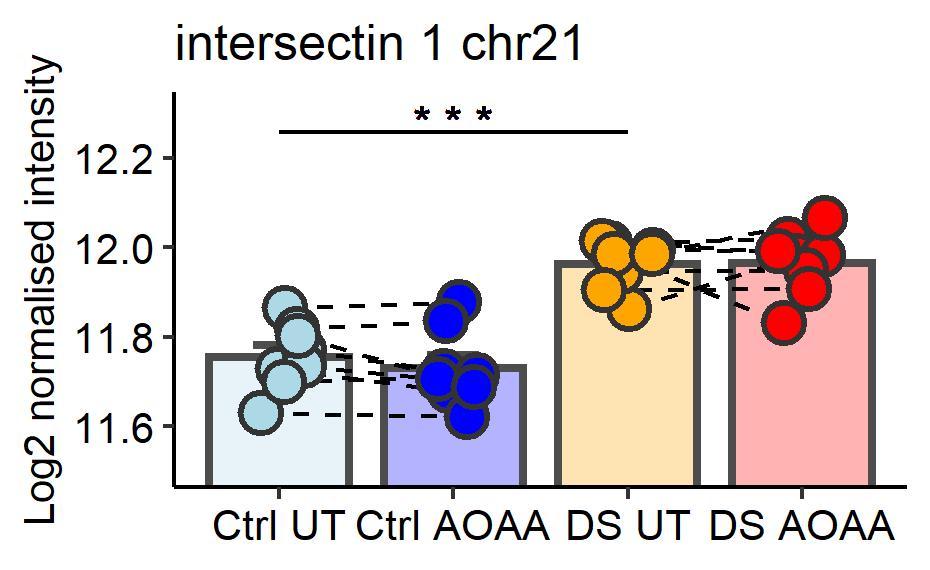 intersectin 1 chr21
* * *
Log2 normalised intensity
12.2
12.0
11.8
11.6
Ctrl UT Ctrl AOAA DS UT DS AOAA